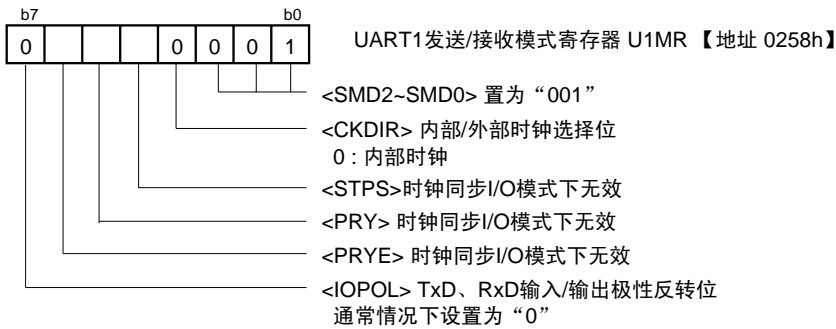 b7 b0
0 0 0 0 1 UART1发送/接收模式寄存器 U1MR 【地址 0258h】
<SMD2~SMD0> 置为“001”
<CKDIR> 内部/外部时钟选择位
0 : 内部时钟
<STPS>时钟同步I/O模式下无效
<PRY> 时钟同步I/O模式下无效
<PRYE> 时钟同步I/O模式下无效
<IOPOL> TxD、RxD输入/输出极性反转位
通常情况下设置为“0”